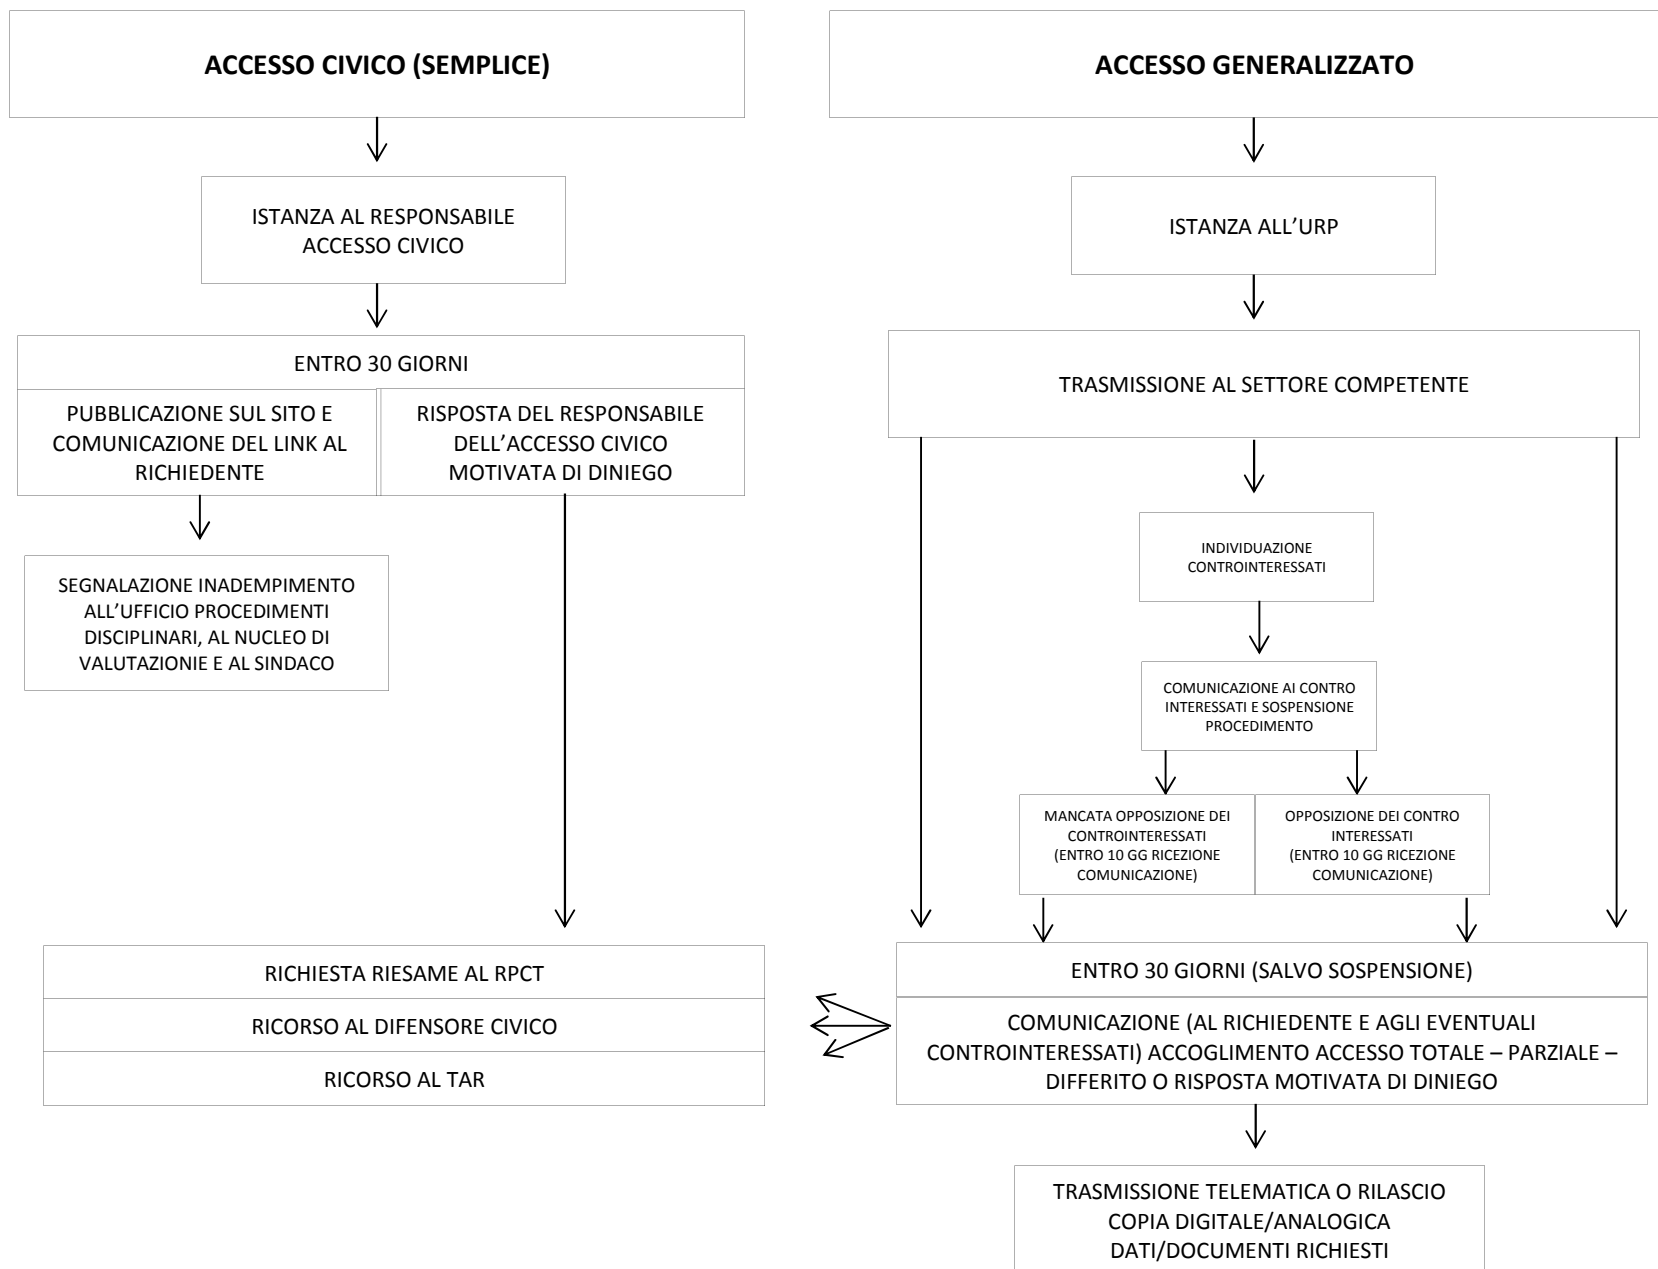 ACCESSO CIVICO (SEMPLICE)
ISTANZA AL RESPONSABILE
ACCESSO CIVICO
ENTRO 30 GIORNI
PUBBLICAZIONE SUL SITO E
COMUNICAZIONE DEL LINK AL
RICHIEDENTE
RISPOSTA DEL RESPONSABILE
DELL’ACCESSO CIVICO
MOTIVATA DI DINIEGO
SEGNALAZIONE INADEMPIMENTO
ALL’UFFICIO PROCEDIMENTI
DISCIPLINARI, AL NUCLEO DI
VALUTAZIONIE E AL SINDACO
RICHIESTA RIESAME AL RPCT
RICORSO AL DIFENSORE CIVICO
RICORSO AL TAR
ACCESSO GENERALIZZATO
ISTANZA ALL’URP
TRASMISSIONE AL SETTORE COMPETENTE
INDIVIDUAZIONE
CONTROINTERESSATI
COMUNICAZIONE AI CONTRO
INTERESSATI E SOSPENSIONE
PROCEDIMENTO
MANCATA OPPOSIZIONE DEI
CONTROINTERESSATI
(ENTRO 10 GG RICEZIONE
COMUNICAZIONE)
OPPOSIZIONE DEI CONTRO
INTERESSATI
(ENTRO 10 GG RICEZIONE
COMUNICAZIONE)
ENTRO 30 GIORNI (SALVO SOSPENSIONE)
COMUNICAZIONE (AL RICHIEDENTE E AGLI EVENTUALI
CONTROINTERESSATI) ACCOGLIMENTO ACCESSO TOTALE – PARZIALE –
DIFFERITO O RISPOSTA MOTIVATA DI DINIEGO
TRASMISSIONE TELEMATICA O RILASCIO
COPIA DIGITALE/ANALOGICA
DATI/DOCUMENTI RICHIESTI